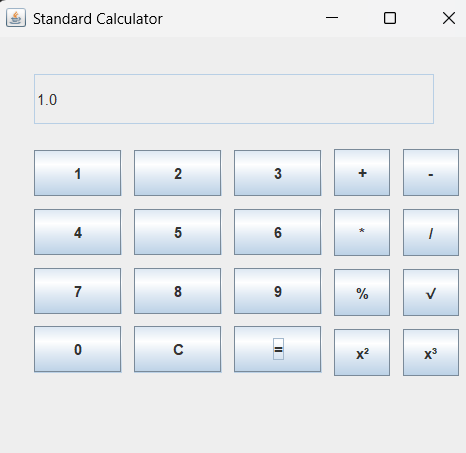 Standard Calculator
1.0
1 2 3 + -
4 5 6 * /
7 8 9 % √
0 C = x² x³